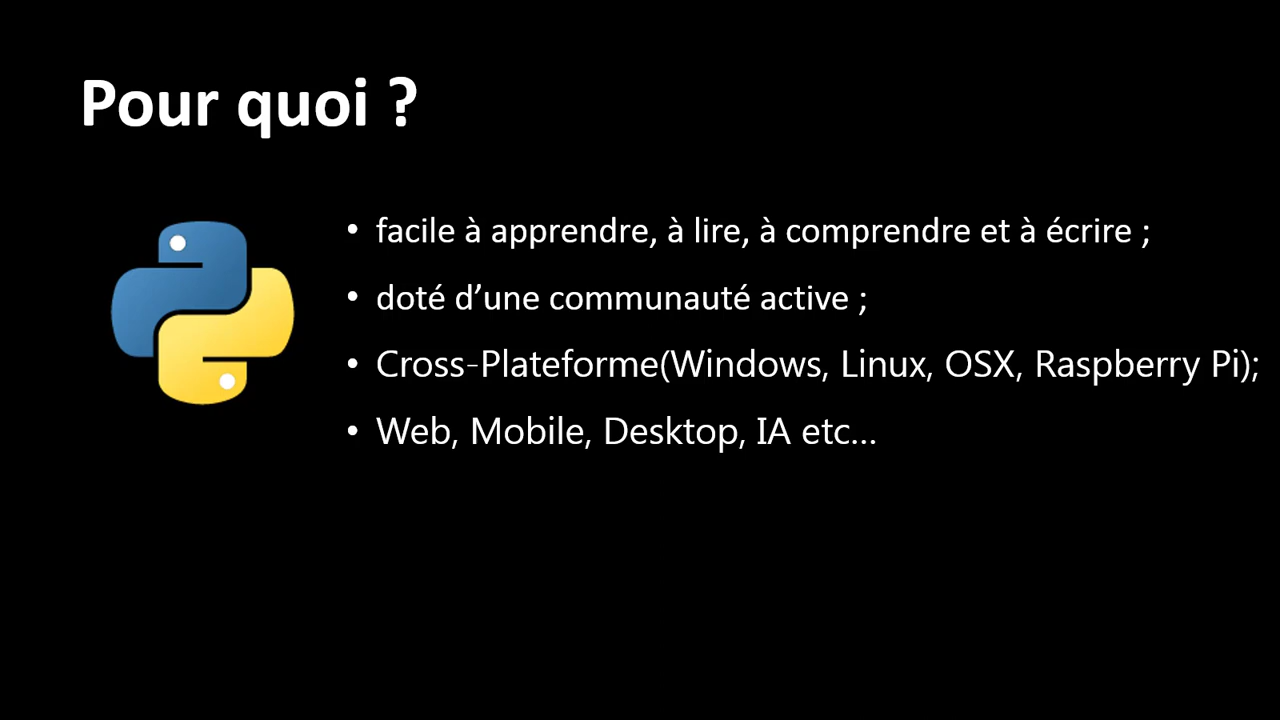 Pour quoi ?
• facile à apprendre, à lire, à comprendre et à écrire ;
• doté d’une communauté active ;
• Cross-Plateforme(Windows, Linux, OSX, Raspberry Pi);
• Web, Mobile, Desktop, IA etc...